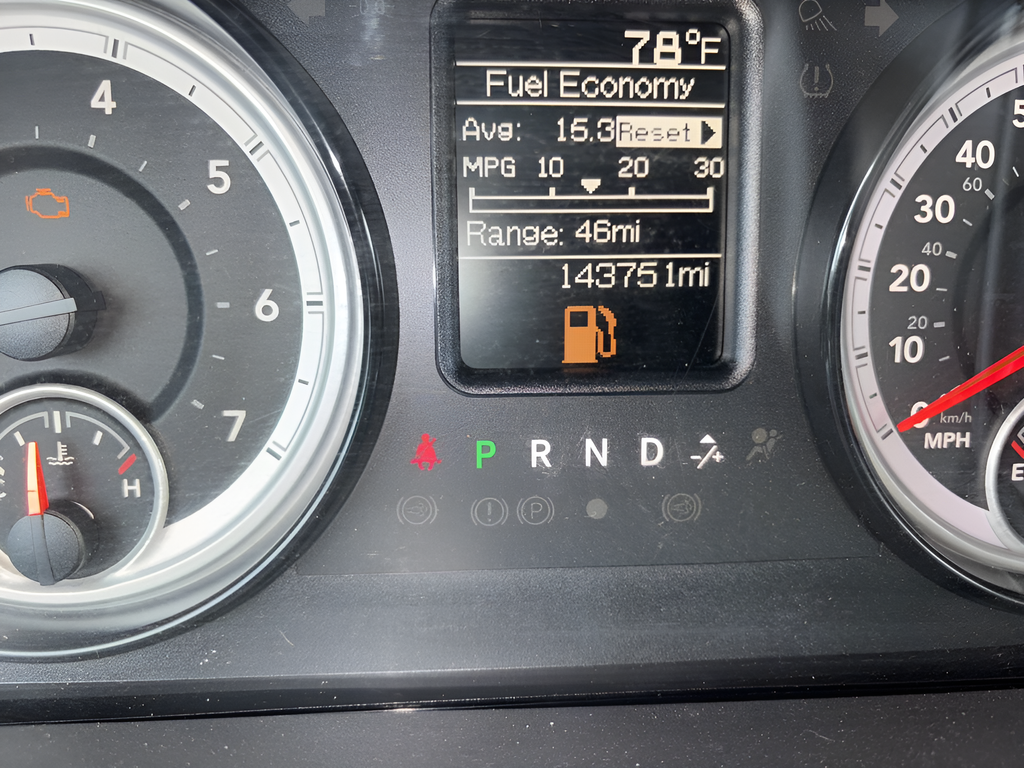 78°F
Fuel Economy
Avg: 15.3 Reset
MPG 10 20 30
Range: 46mi
143751mi
4
5
6
7
H
P R N D -/+
P
5
40
60
30
40
20
20
10
0 km/h
MPH
E